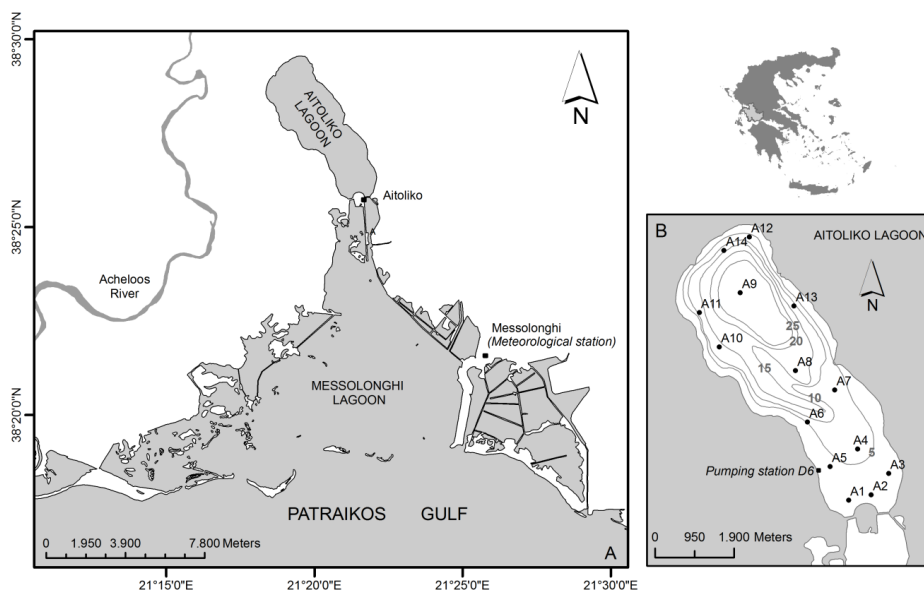 38°30'0"N
38°25'0"N
38°20'0"N
AITOLIKO
LAGOON
N
Aitoliko
Acheloos
River
Messolonghi
(Meteorological station)
MESSOLONGHI
LAGOON
PATRAIKOS GULF
0 1.950 3.900 7.800 Meters
A
21°15'0"E 21°20'0"E 21°25'0"E 21°30'0"E
B
AITOLIKO LAGOON
N
A12
A14
A9
A11
A13
25
20
A10
15
A8
A7
10
A6
A4
5
A5
A3
Pumping station D6
A1
A2
0 950 1.900 Meters